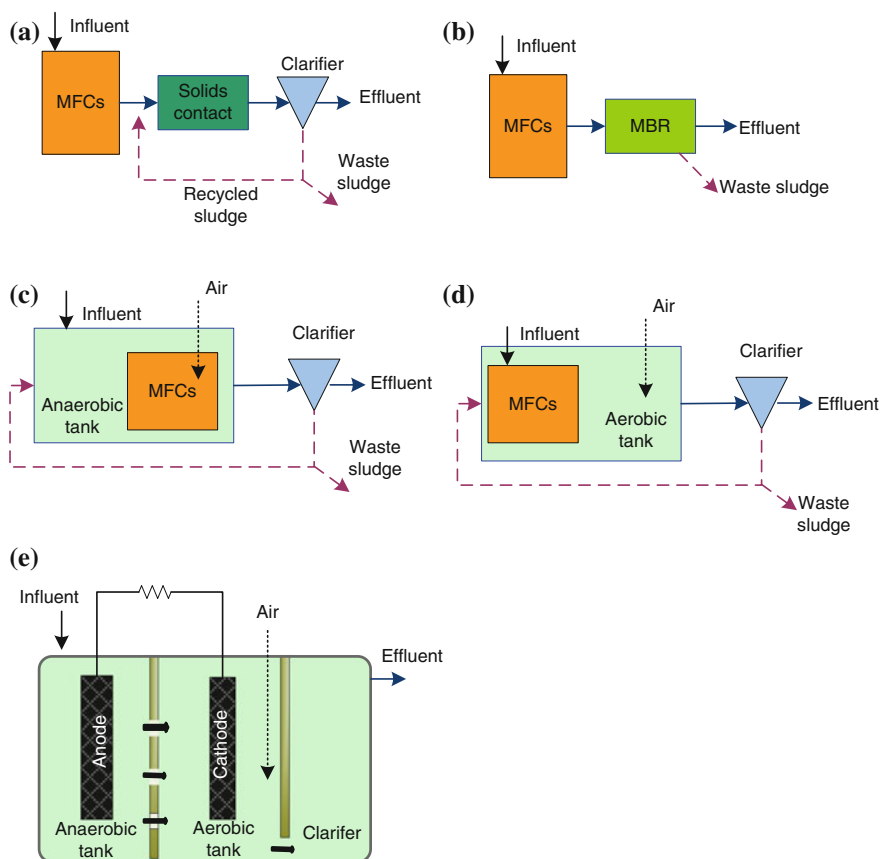 (a)
Influent
MFCs
Solids
contact
Clarifier
Effluent
Recycled
sludge
Waste
sludge
(b)
Influent
MFCs
MBR
Effluent
Waste sludge
(c)
Influent
Air
Anaerobic
tank
MFCs
Clarifier
Effluent
Waste
sludge
(d)
Influent
Air
MFCs
Aerobic
tank
Clarifier
Effluent
Waste
sludge
(e)
Influent
Air
Effluent
Anode
Cathode
Anaerobic
tank
Aerobic
tank
Clarifer